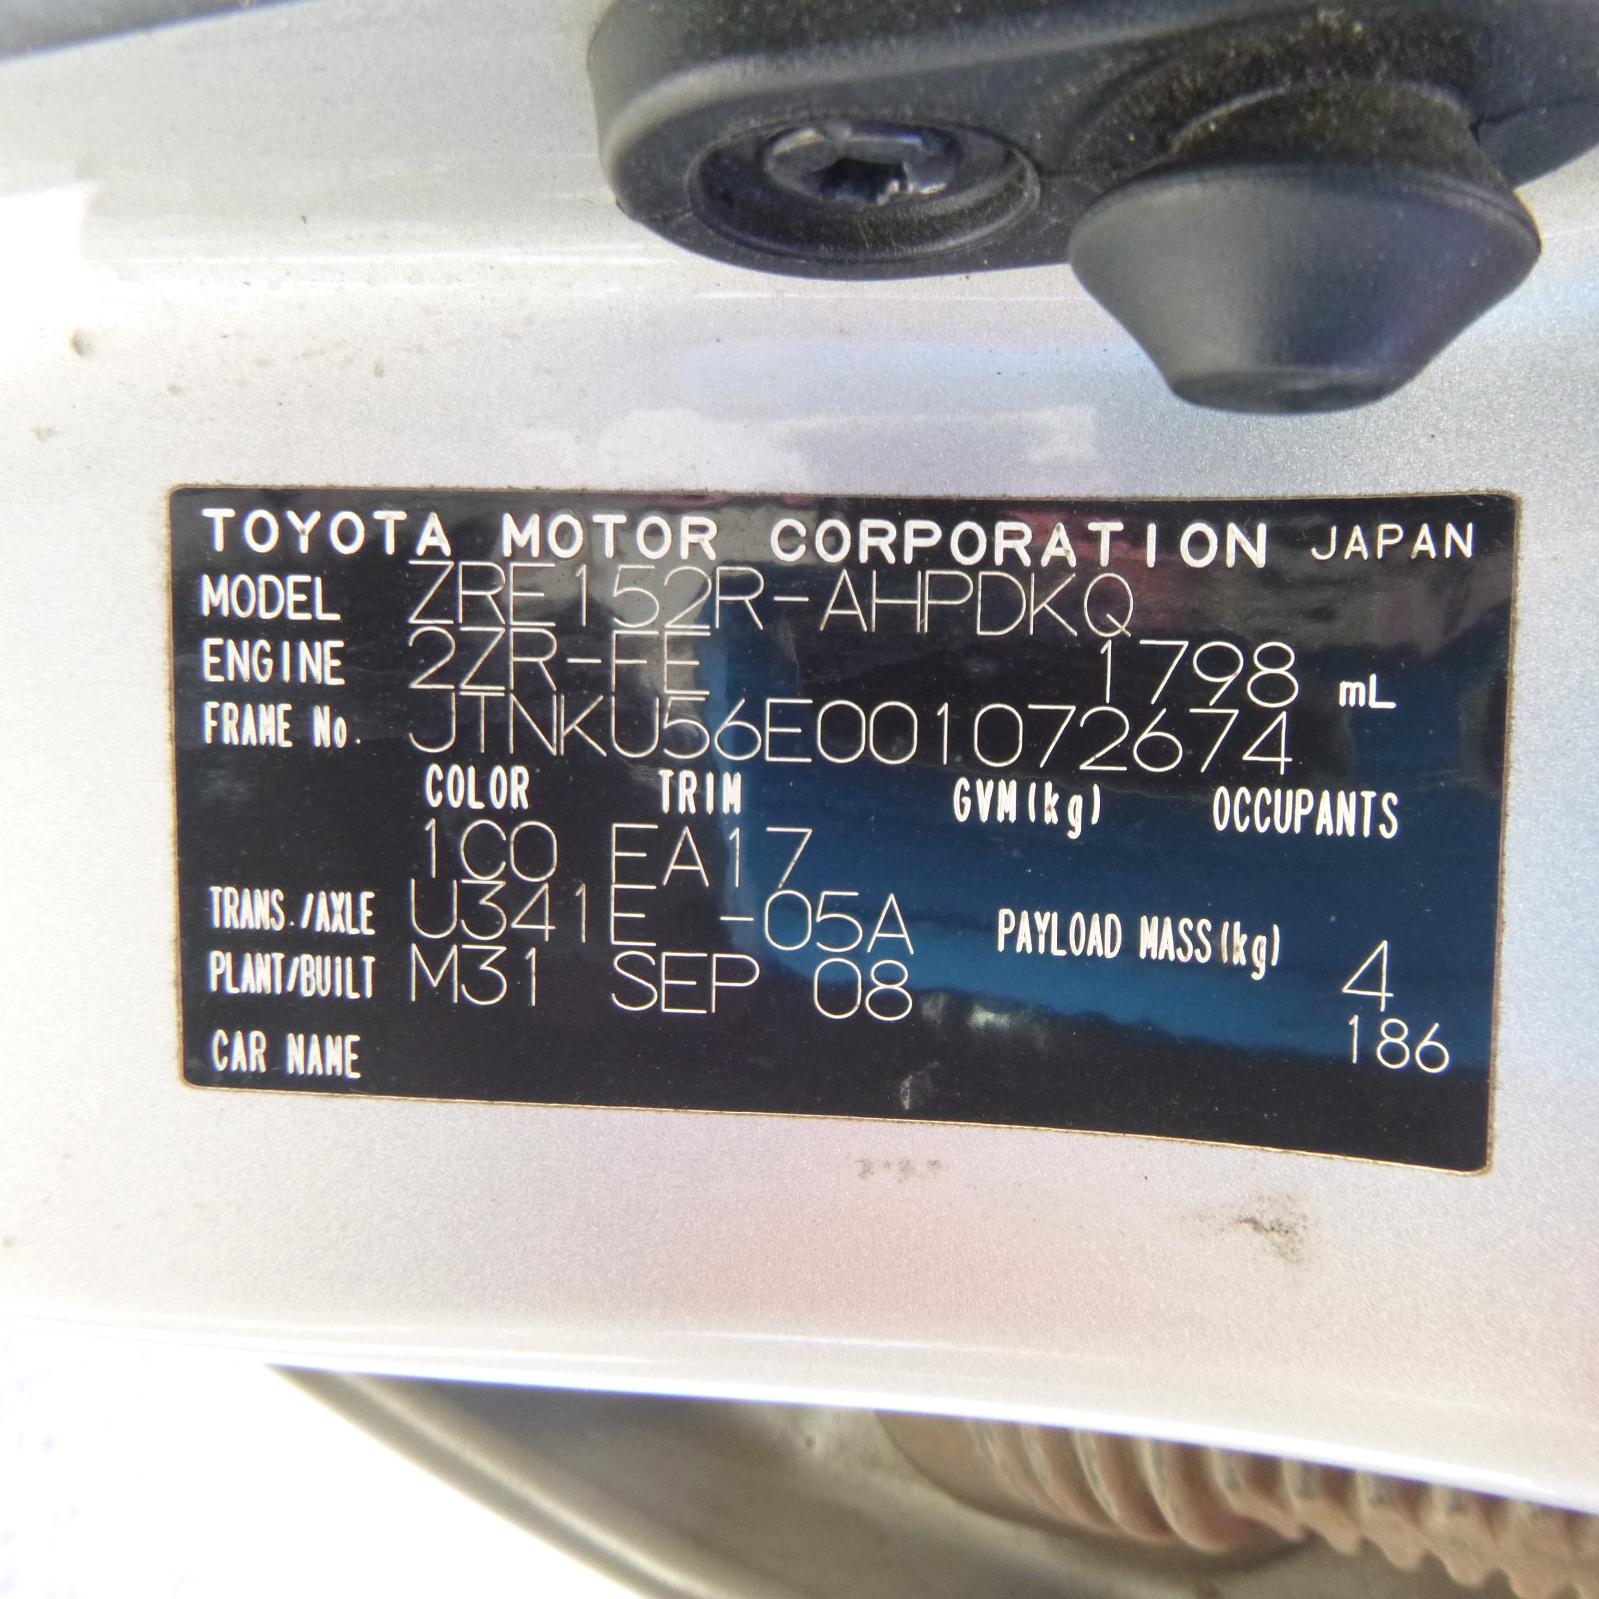 TOYOTA MOTOR CORPORATION JAPAN
MODEL ZRE152R-AHPDKQ
ENGINE 2ZR-FE 1798 mL
FRAME No. JTNKU56E001072674
COLOR TRIM GVM(kg) OCCUPANTS
1C0 EA17
TRANS./AXLE U341E -05A PAYLOAD MASS(kg) 4
PLANT/BUILT M31 SEP 08 186
CAR NAME